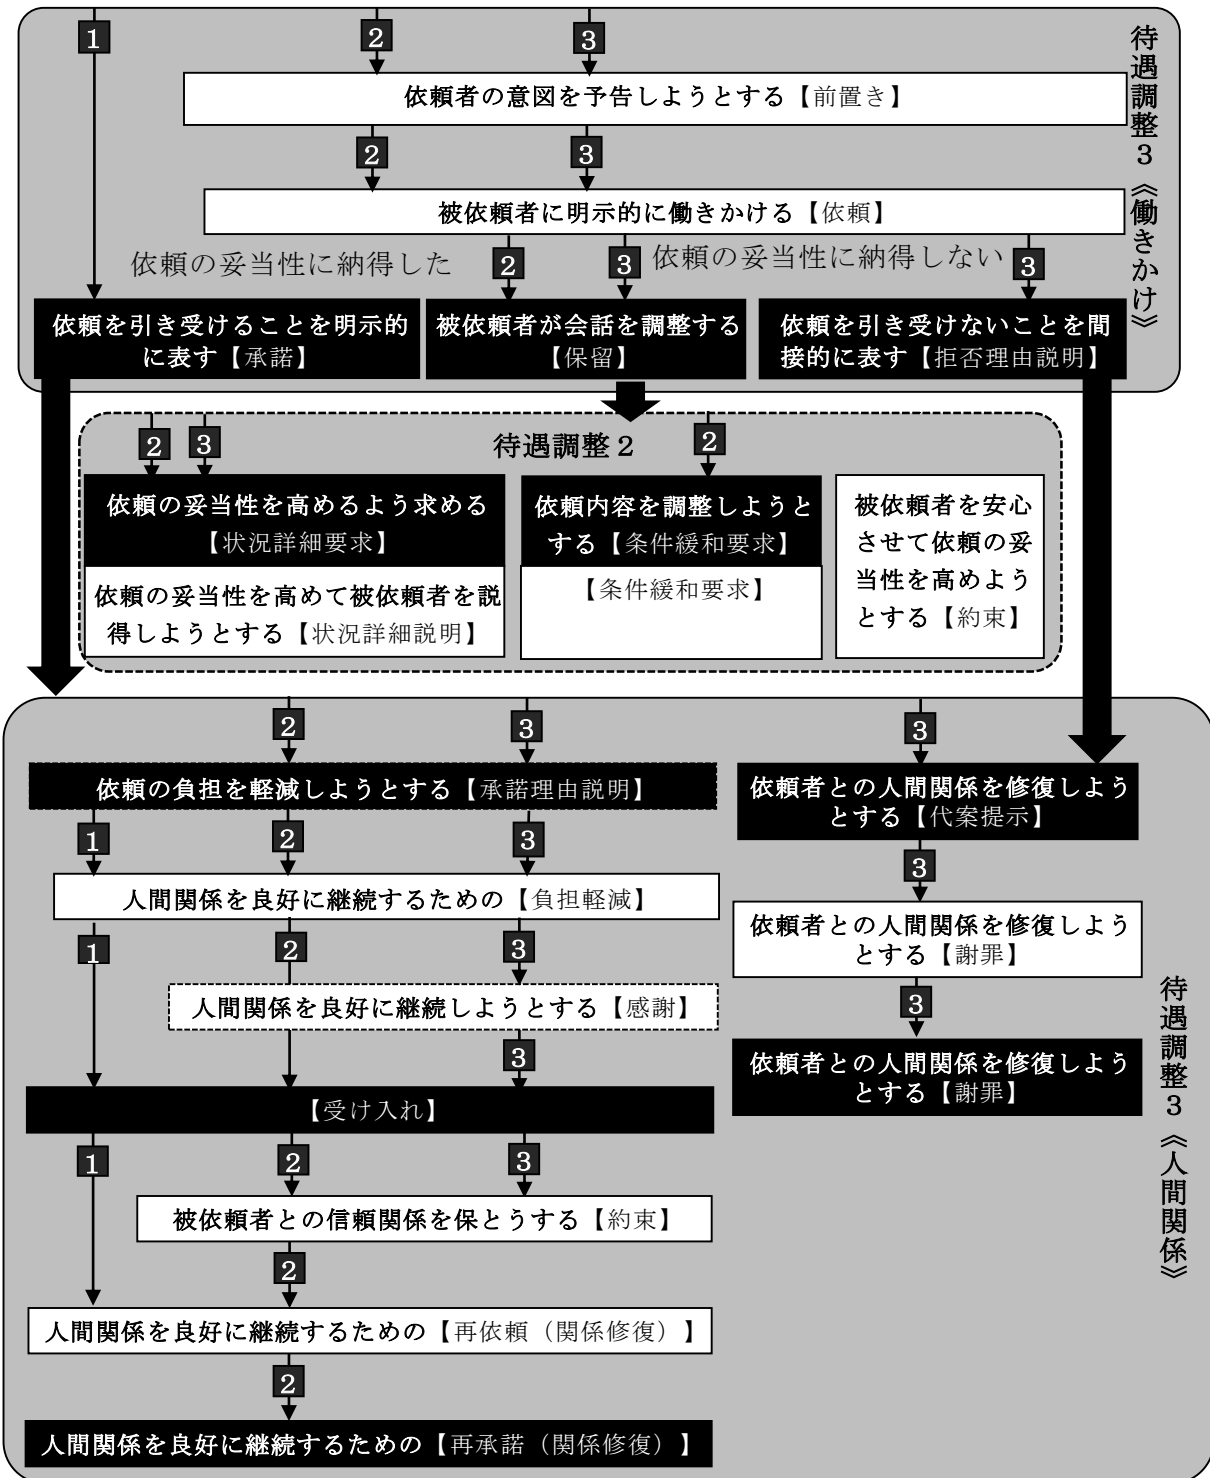 1
2
3
待遇調整3《働きかけ》
依頼者の意図を予告しようとする【前置き】
2
3
被依頼者に明示的に働きかける【依頼】
依頼の妥当性に納得した
2
3
依頼の妥当性に納得しない
3
依頼を引き受けることを明示的
に表す【承諾】
被依頼者が会話を調整する
【保留】
依頼を引き受けないことを間
接的に表す【拒否理由説明】
2
3
待遇調整2
2
依頼の妥当性を高めるよう求める
【状況詳細要求】
依頼の妥当性を高めて被依頼者を説
得しようとする【状況詳細説明】
依頼内容を調整しようと
する【条件緩和要求】
【条件緩和要求】
被依頼者を安心
させて依頼の妥
当性を高めよう
とする【約束】
2
3
3
依頼の負担を軽減しようとする【承諾理由説明】
依頼者との人間関係を修復しよう
とする【代案提示】
1
2
3
3
人間関係を良好に継続するための【負担軽減】
依頼者との人間関係を修復しよう
とする【謝罪】
1
2
3
3
人間関係を良好に継続しようとする【感謝】
3
依頼者との人間関係を修復しよう
とする【謝罪】
待遇調整3《人間関係》
【受け入れ】
1
2
3
被依頼者との信頼関係を保とうする【約束】
2
人間関係を良好に継続するための【再依頼（関係修復）】
2
人間関係を良好に継続するための【再承諾（関係修復）】